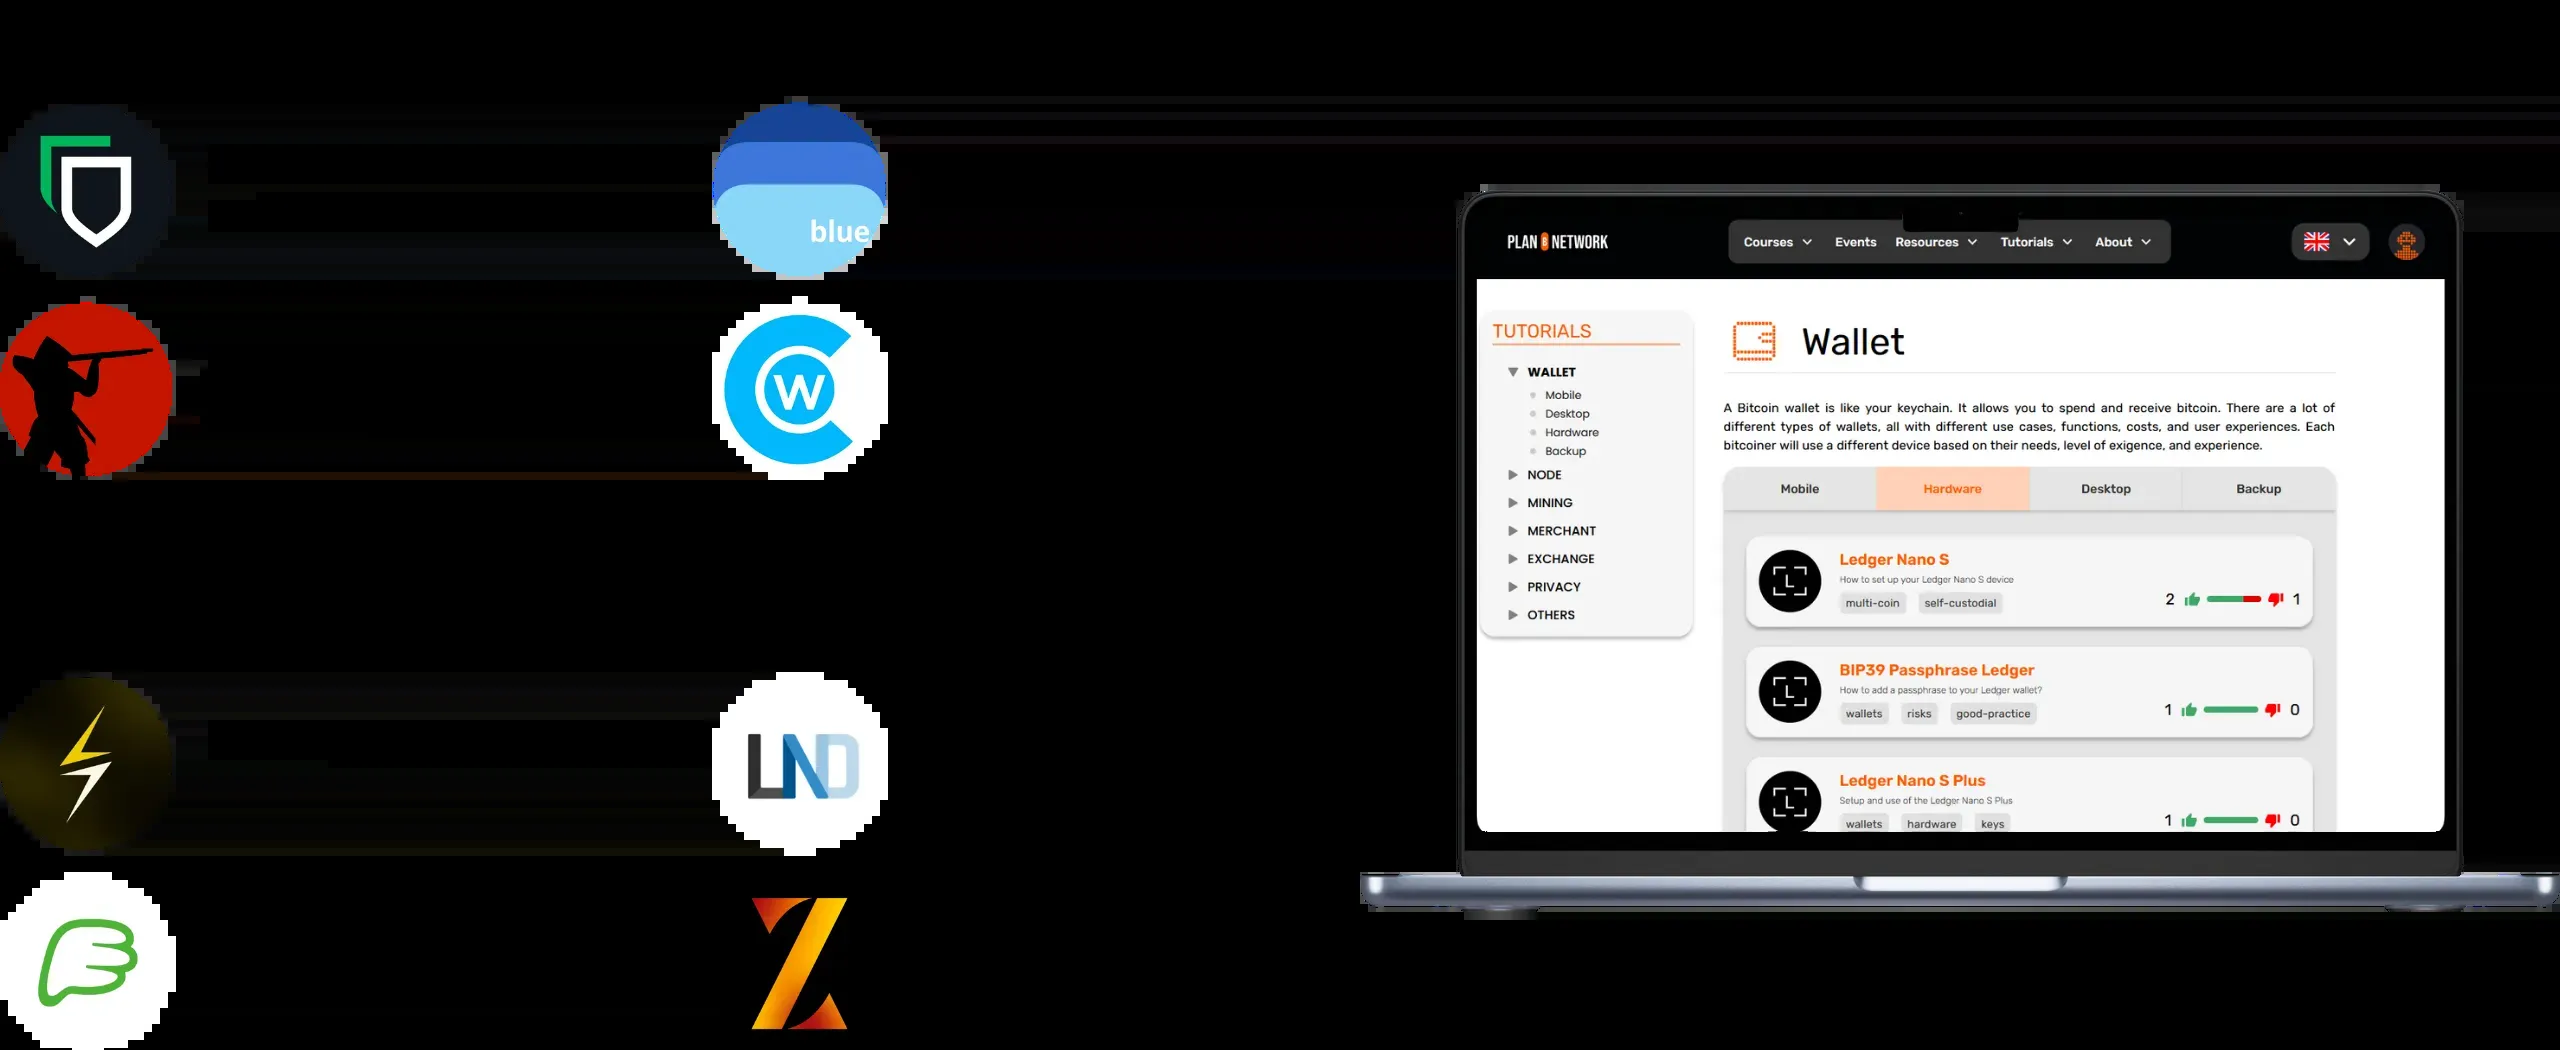 blue
CW
LND
PLAN B NETWORK
Courses
Events
Resources
Tutorials
About
TUTORIALS
WALLET
Mobile
Desktop
Hardware
Backup
NODE
MINING
MERCHANT
EXCHANGE
PRIVACY
OTHERS
Wallet
A Bitcoin wallet is like your keychain. It allows you to spend and receive bitcoin. There are a lot of
different types of wallets, all with different use cases, functions, costs, and user experiences. Each
bitcoiner will use a different device based on their needs, level of exigence, and experience.
Mobile
Hardware
Desktop
Backup
L
Ledger Nano S
How to set up your Ledger Nano S device
multi-coin self-custodial
2 1
L
BIP39 Passphrase Ledger
How to add a passphrase to your Ledger wallet?
wallets risks good-practice
1 0
L
Ledger Nano S Plus
Setup and use of the Ledger Nano S Plus
wallets hardware keys
1 0
Z